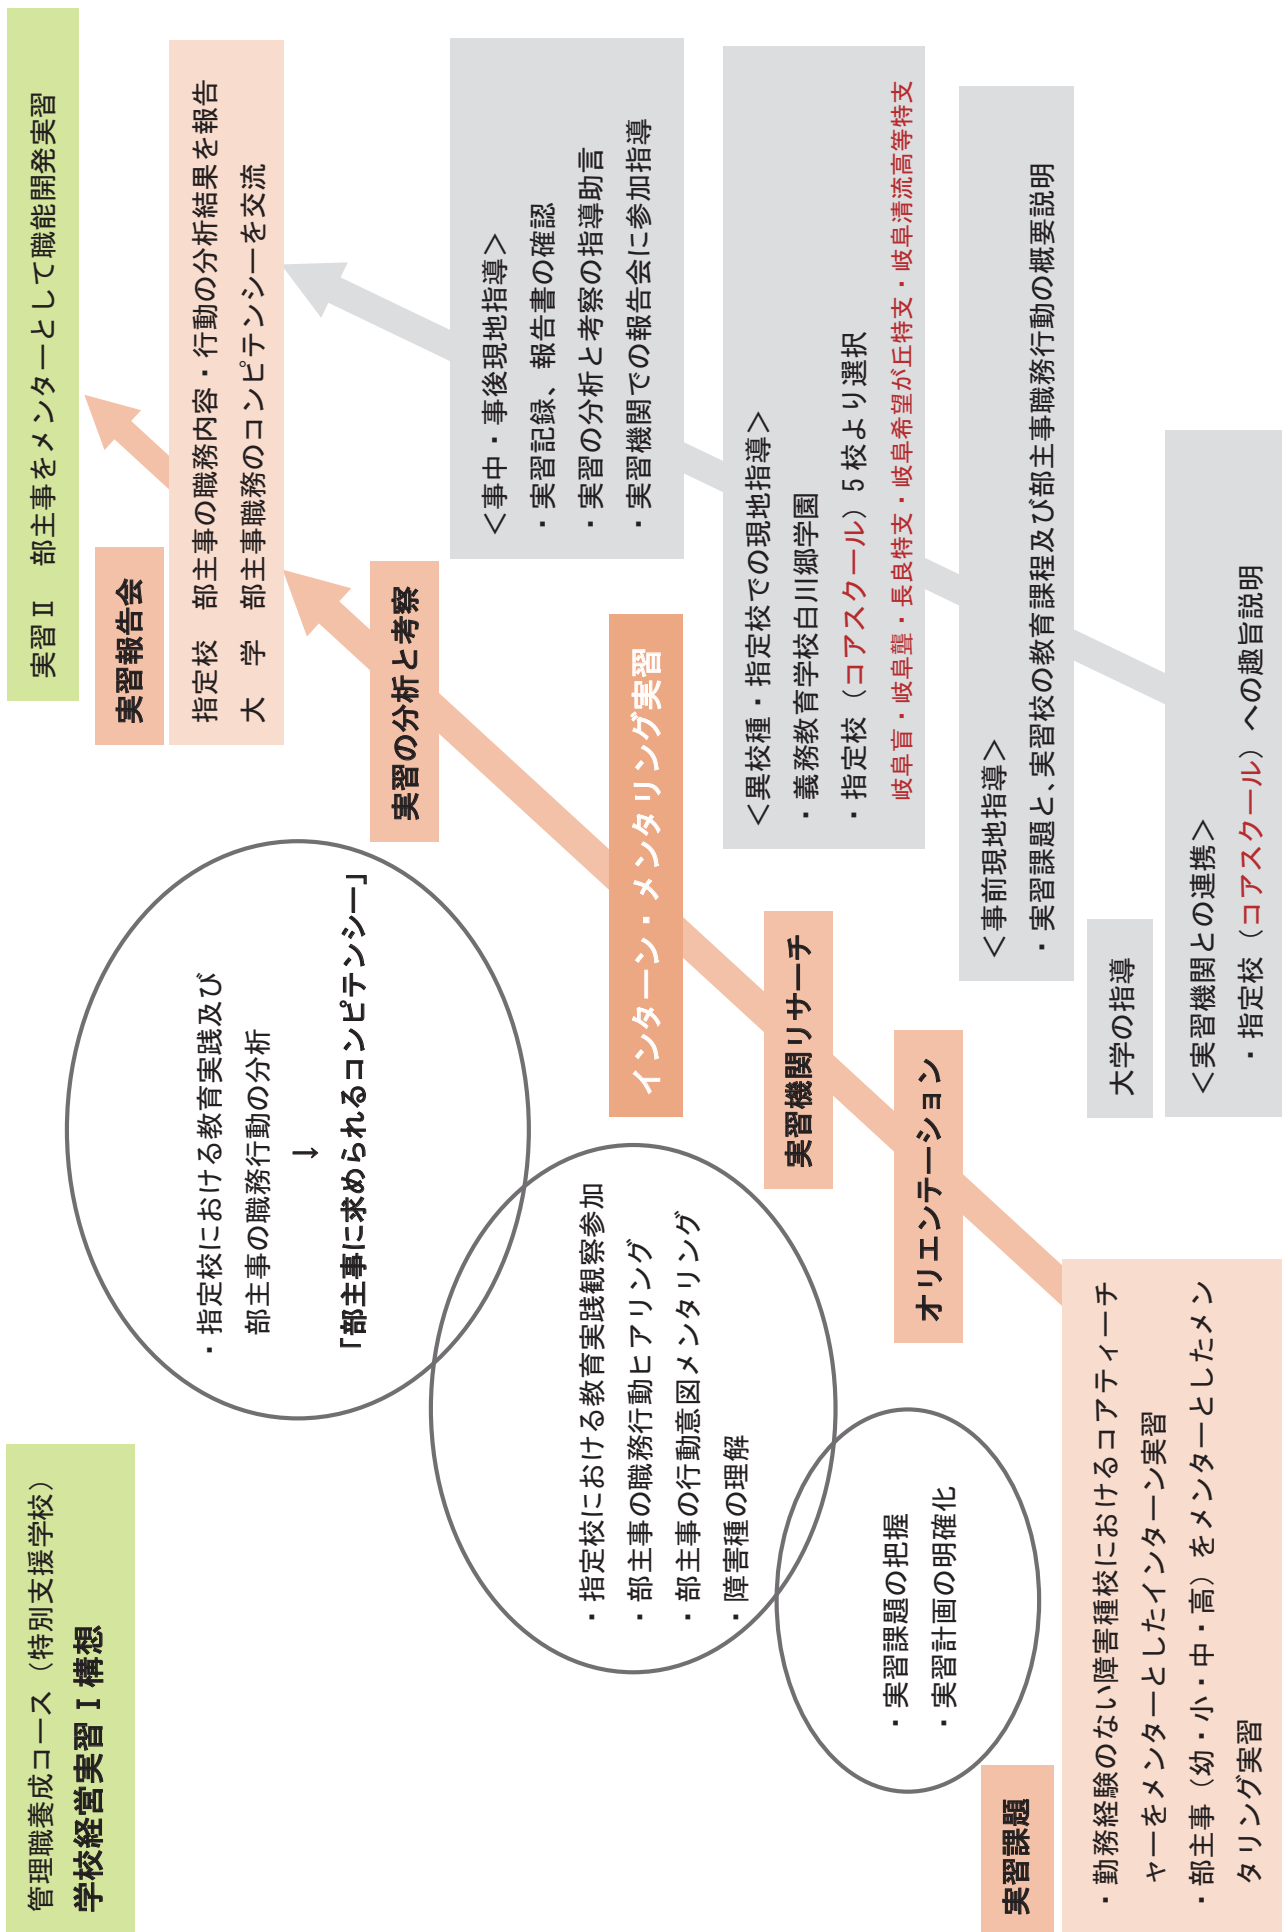 管理職養成コース（特別支援学校）
学校経営実習Ⅰ構想
実習Ⅱ　部主事をメンターとして職能開発実習
実習報告会
指定校　部主事の職務内容・行動の分析結果を報告
大　学　部主事職務のコンピテンシーを交流
・指定校における教育実践及び
部主事の職務行動の分析
↓
「部主事に求められるコンピテンシー」
実習の分析と考察
＜事中・事後現地指導＞
・実習記録、報告書の確認
・実習の分析と考察の指導助言
・実習機関での報告会に参加指導
・指定校における教育実践観察参加
・部主事の職務行動ヒアリング
・部主事の行動意図メンタリング
・障害種の理解
インターン・メンタリング実習
＜異校種・指定校での現地指導＞
・義務教育学校白川郷学園
・指定校（コアスクール）５校より選択
岐阜盲・岐阜聾・長良特支・岐阜希望が丘特支・岐阜清流高等特支
実習機関リサーチ
・実習課題の把握
・実習計画の明確化
オリエンテーション
＜事前現地指導＞
・実習課題と、実習校の教育課程及び部主事職務行動の概要説明
実習課題
・勤務経験のない障害種校におけるコアティーチ
ャーをメンターとしたインターン実習
・部主事（幼・小・中・高）をメンターとしたメン
タリング実習
大学の指導
＜実習機関との連携＞
・指定校（コアスクール）への趣旨説明